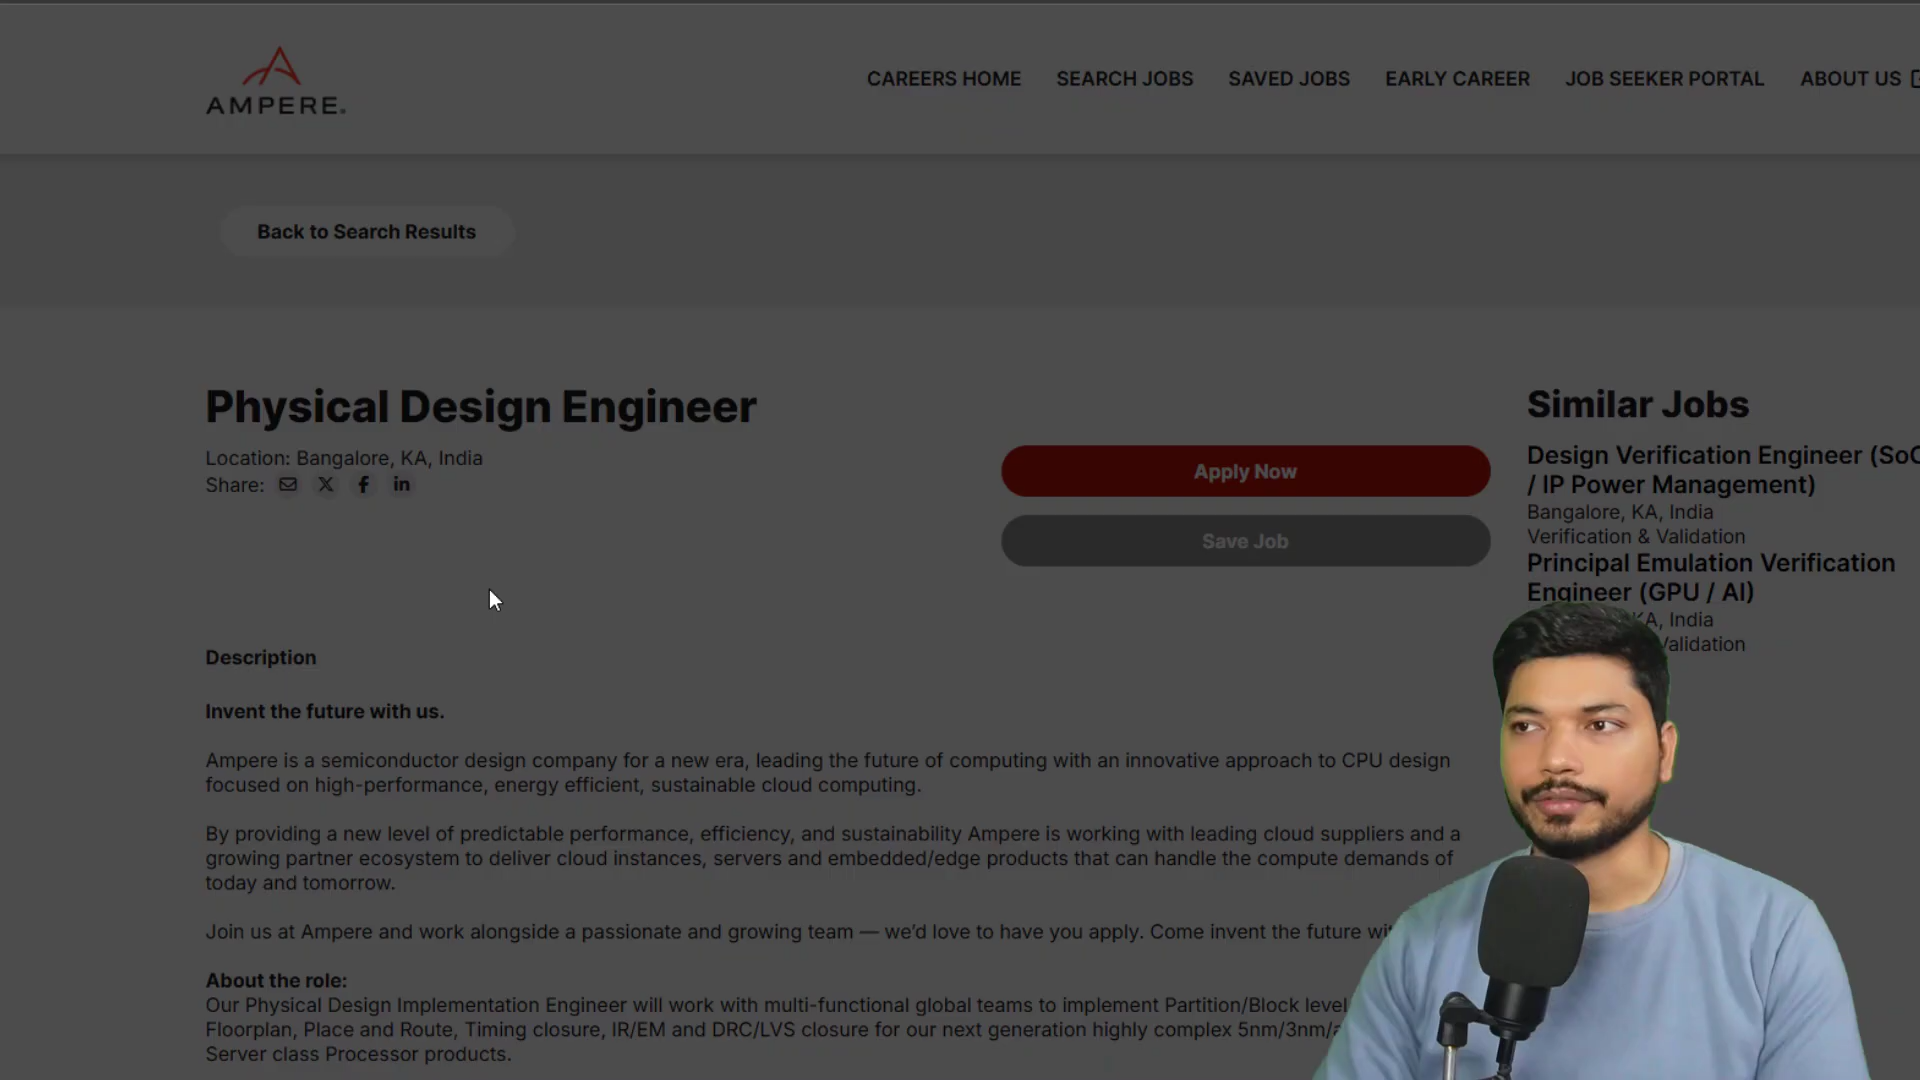 AMPERE.
CAREERS HOME SEARCH JOBS SAVED JOBS EARLY CAREER JOB SEEKER PORTAL ABOUT US
Back to Search Results
Physical Design Engineer
Location: Bangalore, KA, India
Share:
Apply Now
Save Job
Similar Jobs
Design Verification Engineer (SoC
/ IP Power Management)
Bangalore, KA, India
Verification & Validation
Principal Emulation Verification
Engineer (GPU / AI)
KA, India
Validation
Description
Invent the future with us.
Ampere is a semiconductor design company for a new era, leading the future of computing with an innovative approach to CPU design
focused on high-performance, energy efficient, sustainable cloud computing.
By providing a new level of predictable performance, efficiency, and sustainability Ampere is working with leading cloud suppliers and a
growing partner ecosystem to deliver cloud instances, servers and embedded/edge products that can handle the compute demands of
today and tomorrow.
Join us at Ampere and work alongside a passionate and growing team — we’d love to have you apply. Come invent the future
About the role:
Our Physical Design Implementation Engineer will work with multi-functional global teams to implement Partition/Block level
Floorplan, Place and Route, Timing closure, IR/EM and DRC/LVS closure for our next generation highly complex 5nm/3nm/
Server class Processor products.